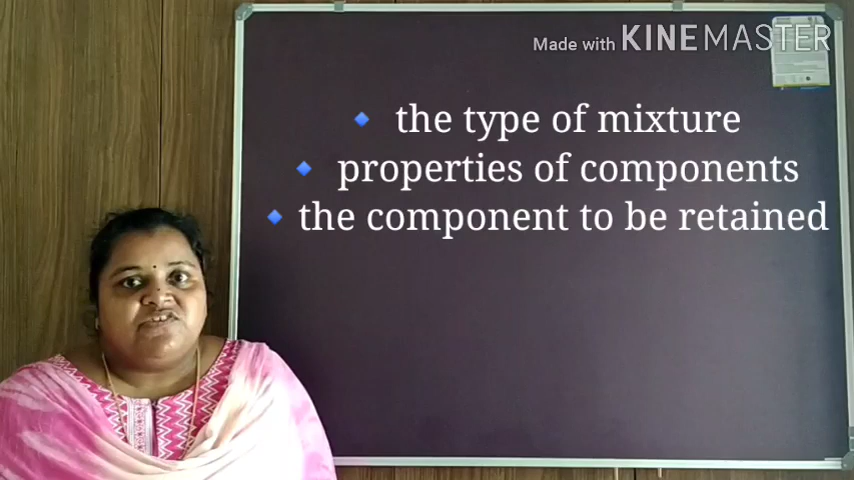 Made with KINEMASTER
🔹 the type of mixture
🔹 properties of components
🔹 the component to be retained